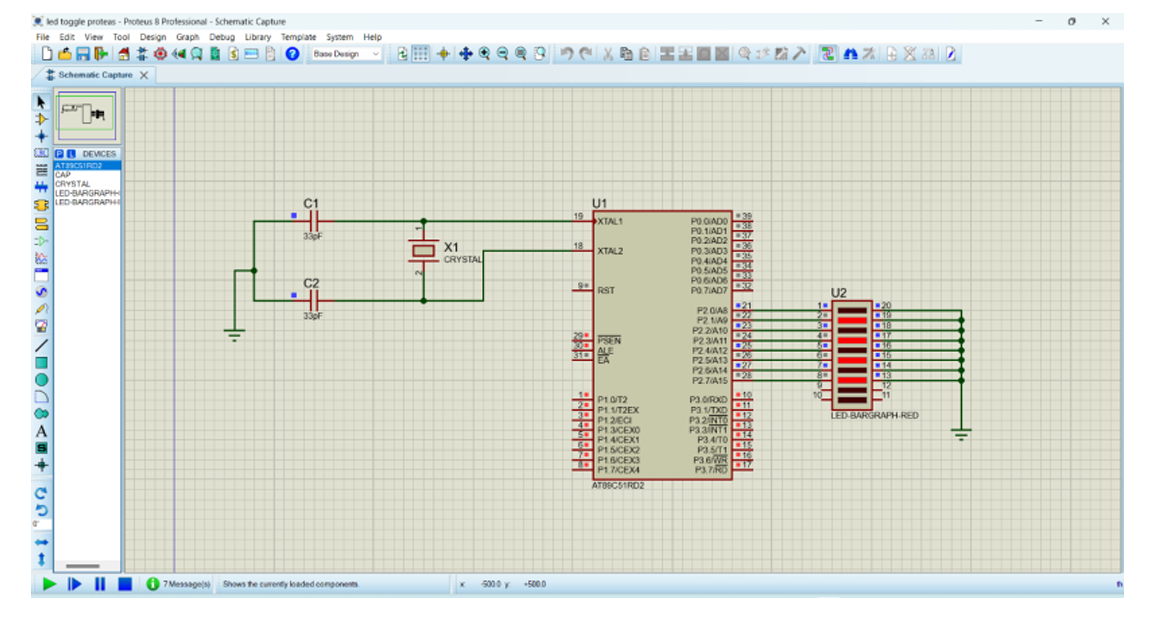 led toggle proteas - Proteus 8 Professional - Schematic Capture
File Edit View Tool Design Graph Debug Library Template System Help
Base Design
Schematic Capture
P L DEVICES
AT89C51RD2
CAP
CRYSTAL
LED-BARGRAPH-
LED-BARGRAPH-
C1
33pF
X1
CRYSTAL
1
2
C2
33pF
U1
19 XTAL1
18 XTAL2
9 RST
29 PSEN
30 ALE
31 EA
1 P1.0/T2
2 P1.1/T2EX
3 P1.2/ECI
4 P1.3/CEX0
5 P1.4/CEX1
6 P1.5/CEX2
7 P1.6/CEX3
8 P1.7/CEX4
P0.0/AD0 39
P0.1/AD1 38
P0.2/AD2 37
P0.3/AD3 36
P0.4/AD4 35
P0.5/AD5 34
P0.6/AD6 33
P0.7/AD7 32
P2.0/A8 21
P2.1/A9 22
P2.2/A10 23
P2.3/A11 24
P2.4/A12 25
P2.5/A13 26
P2.6/A14 27
P2.7/A15 28
P3.0/RXD 10
P3.1/TXD 11
P3.2/INT0 12
P3.3/INT1 13
P3.4/T0 14
P3.5/T1 15
P3.6/WR 16
P3.7/RD 17
AT89C51RD2
U2
1 20
2 19
3 18
4 17
5 16
6 15
7 14
8 13
9 12
10 11
LED-BARGRAPH-RED
0°
7 Message(s) Shows the currently loaded components. x: -500.0 y: +500.0